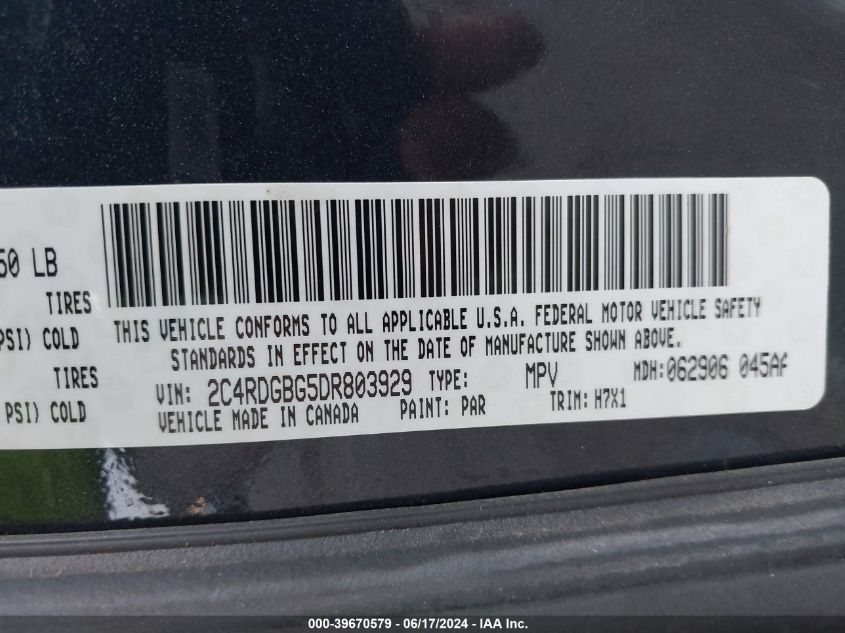 50 LB
TIRES
PSI) COLD
TIRES
PSI) COLD
THIS VEHICLE CONFORMS TO ALL APPLICABLE U.S.A. FEDERAL MOTOR VEHICLE SAFETY
STANDARDS IN EFFECT ON THE DATE OF MANUFACTURE SHOWN ABOVE.
VIN: 2C4RDGBG5DR803929 TYPE: MPV MDH: 062906 045AA
VEHICLE MADE IN CANADA PAINT: PAR TRIM: H7X1
000-39670579 - 06/17/2024 - IAAI Inc.